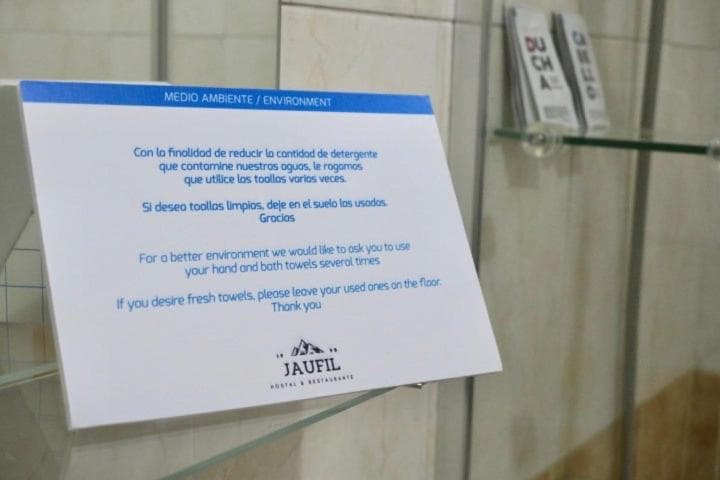 MEDIO AMBIENTE / ENVIRONMENT
Con la finalidad de reducir la cantidad de detergente
que contamine nuestras aguas, le rogamos
que utilice las toallas varias veces.
Si desea toallas limpias, deje en el suelo las usadas.
Gracias
For a better environment we would like to ask you to use
your hand and bath towels several times
If you desire fresh towels, please leave your used ones on the floor.
Thank you
JAUFIL
HOSTAL & RESTAURANTE
DU
CH
A